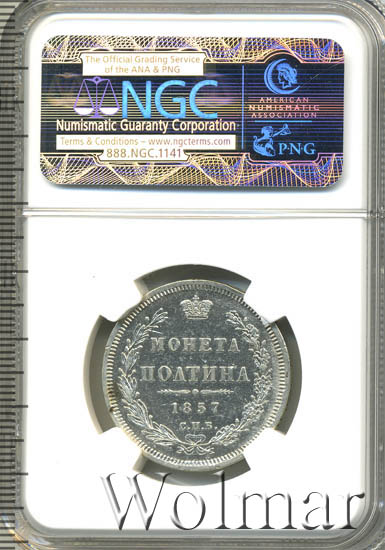 The Official Grading Service
of the ANA & PNG
NGC
Numismatic Guaranty Corporation
Terms & Conditions – www.ngcterms.com
888.NGC.1141
AMERICAN
NUMISMATIC
ASSOCIATION
PNG
МОНЕТА
ПОЛТИНА
1857
С.П.Б.
Wolmar